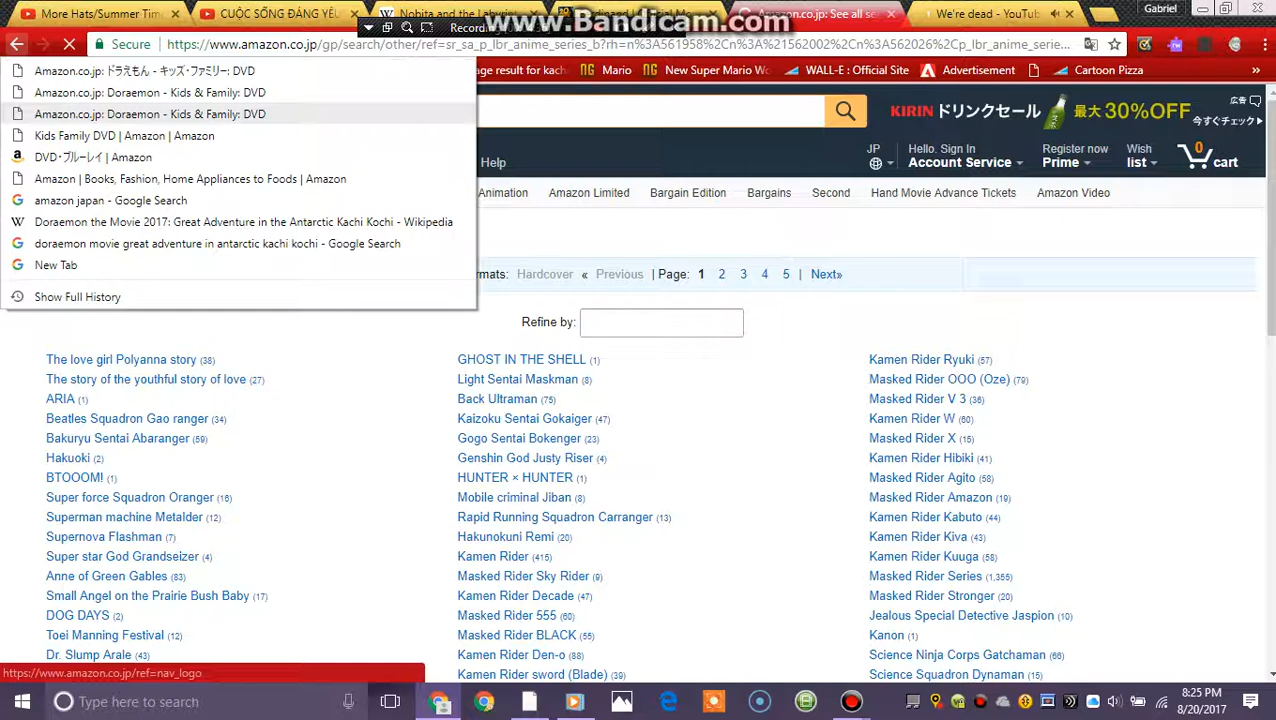 More Hats/Summer Time
CUỘC SỐNG ĐÁNG YÊU
Nobita and the Labyrinth
Amazon.co.jp: See all se
We're dead - YouTube
Gabriel
www.Bandicam.com
Secure
https://www.amazon.co.jp/gp/search/other/ref=sr_sa_p_lbr_anime_series_b?rh=n%3A561958%2Cn%3A%21562002%2Cn%3A562026%2Cp_lbr_anime_serie...
age result for kach
Mario
New Super Mario Wo
WALL-E : Official Site
Advertisement
Cartoon Pizza
»
Amazon.co.jp: ドラえもん - キッズ・ファミリー: DVD
Amazon.co.jp: Doraemon - Kids & Family: DVD
Amazon.co.jp: Doraemon - Kids & Family: DVD
Kids Family DVD | Amazon | Amazon
DVD・ブルーレイ | Amazon
Amazon | Books, Fashion, Home Appliances to Foods | Amazon
amazon japan - Google Search
Doraemon the Movie 2017: Great Adventure in the Antarctic Kachi Kochi - Wikipedia
doraemon movie great adventure in antarctic kachi kochi - Google Search
New Tab
Show Full History
KIRIN ドリンクセール
最大 30%OFF
広告
今すぐチェック
Help
JP
Hello. Sign In
Account Service
Register now
Prime
Wish
list
0
cart
Animation
Amazon Limited
Bargain Edition
Bargains
Second
Hand Movie Advance Tickets
Amazon Video
rmats: Hardcover « Previous | Page: 1 2 3 4 5 Next»
Refine by:
The love girl Polyanna story (38)
The story of the youthful story of love (27)
ARIA (1)
Beatles Squadron Gao ranger (34)
Bakuryu Sentai Abaranger (59)
Hakuoki (2)
BTOOOM! (1)
Super force Squadron Oranger (16)
Superman machine Metalder (12)
Supernova Flashman (7)
Super star God Grandseizer (4)
Anne of Green Gables (83)
Small Angel on the Prairie Bush Baby (17)
DOG DAYS (2)
Toei Manning Festival (12)
Dr. Slump Arale (43)
GHOST IN THE SHELL (1)
Light Sentai Maskman (8)
Back Ultraman (75)
Kaizoku Sentai Gokaiger (47)
Gogo Sentai Bokenger (23)
Genshin God Justy Riser (4)
HUNTER × HUNTER (1)
Mobile criminal Jiban (8)
Rapid Running Squadron Carranger (13)
Hakunokuni Remi (20)
Kamen Rider (415)
Masked Rider Sky Rider (9)
Kamen Rider Decade (47)
Masked Rider 555 (60)
Masked Rider BLACK (55)
Kamen Rider Den-o (88)
Kamen Rider sword (Blade) (39)
Kamen Rider Ryuki (57)
Masked Rider OOO (Oze) (79)
Masked Rider V 3 (36)
Kamen Rider W (60)
Masked Rider X (15)
Kamen Rider Hibiki (41)
Masked Rider Agito (58)
Masked Rider Amazon (19)
Kamen Rider Kabuto (44)
Kamen Rider Kiva (43)
Kamen Rider Kuuga (58)
Masked Rider Series (1,355)
Masked Rider Stronger (20)
Jealous Special Detective Jaspion (10)
Kanon (1)
Science Ninja Corps Gatchaman (66)
Science Squadron Dynaman (15)
https://www.amazon.co.jp/ref=nav_logo
Type here to search
8:25 PM
8/20/2017